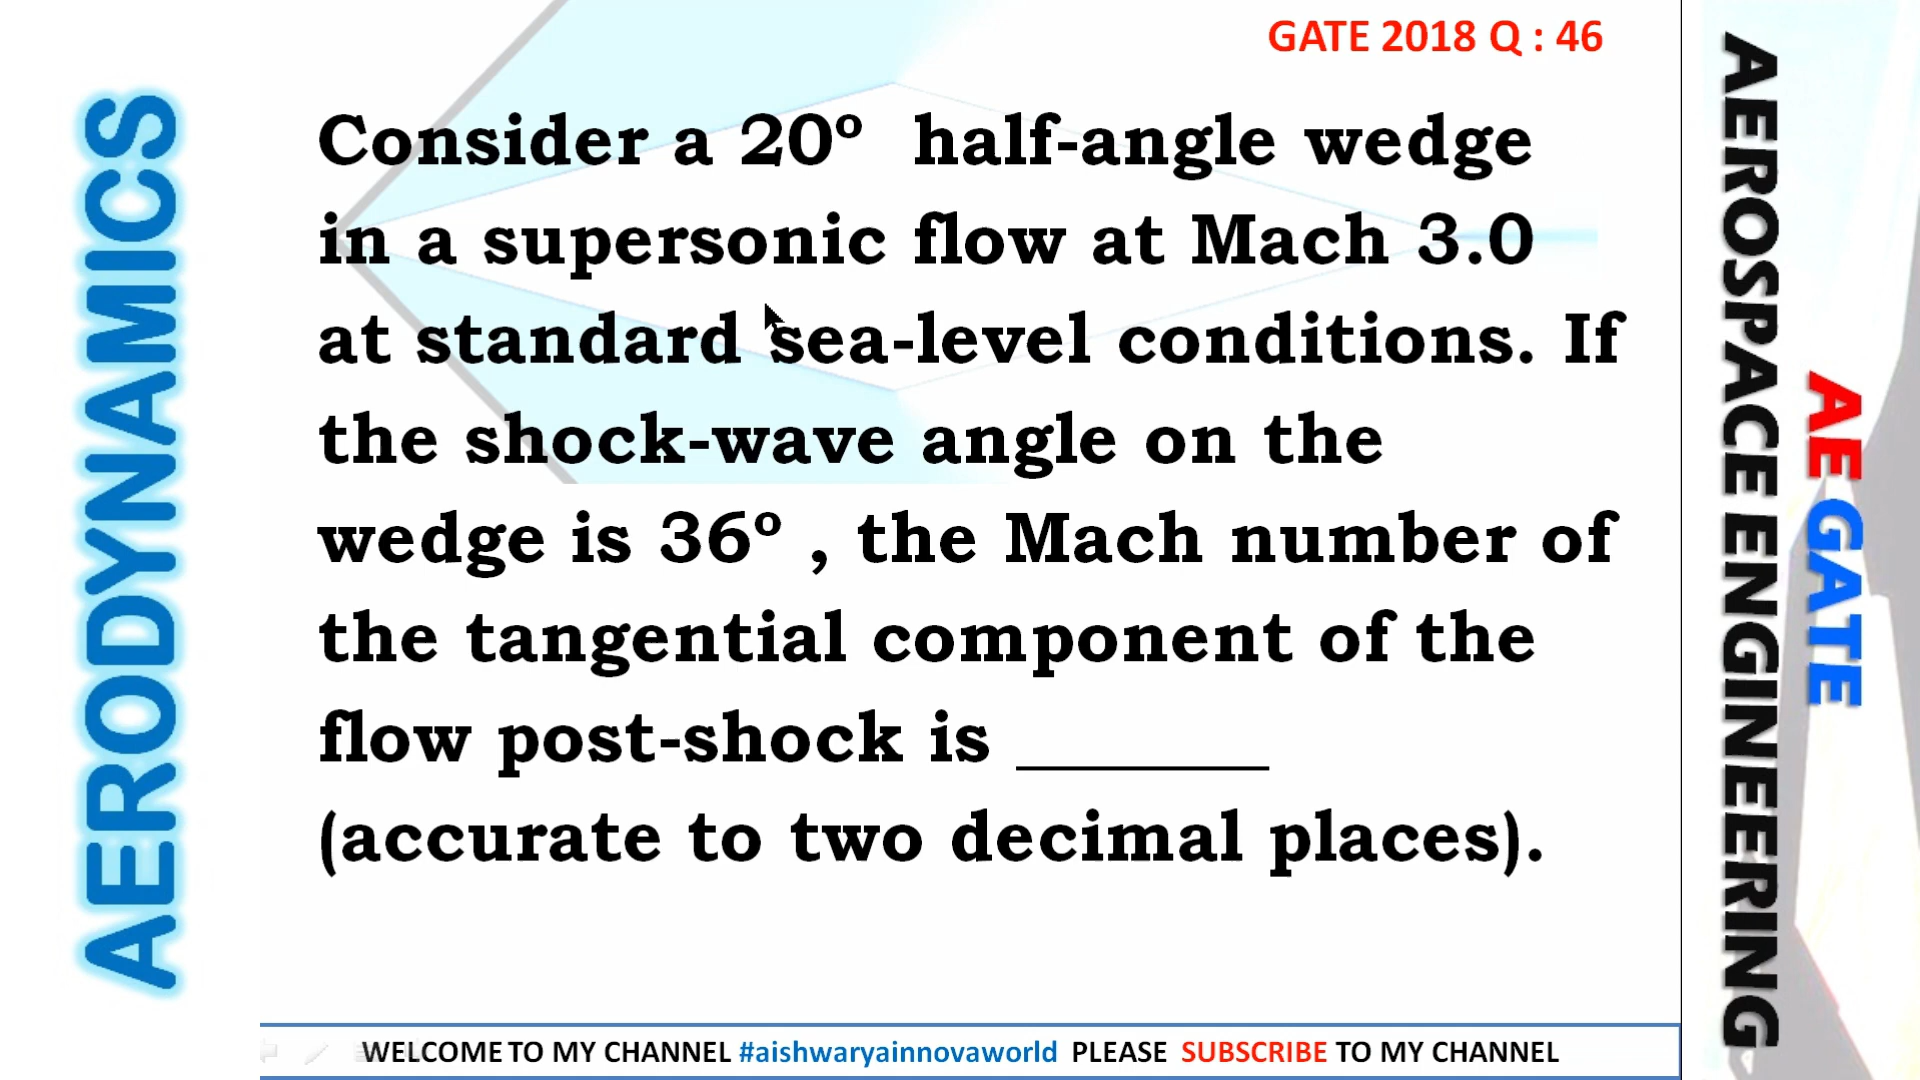 AERODYNAMICS
GATE 2018 Q : 46
Consider a 20º half-angle wedge
in a supersonic flow at Mach 3.0
at standard sea-level conditions. If
the shock-wave angle on the
wedge is 36º , the Mach number of
the tangential component of the
flow post-shock is ________
(accurate to two decimal places).
WELCOME TO MY CHANNEL #aishwaryainnovaworld PLEASE SUBSCRIBE TO MY CHANNEL
AEROSPACE ENGINEERING
AE GATE